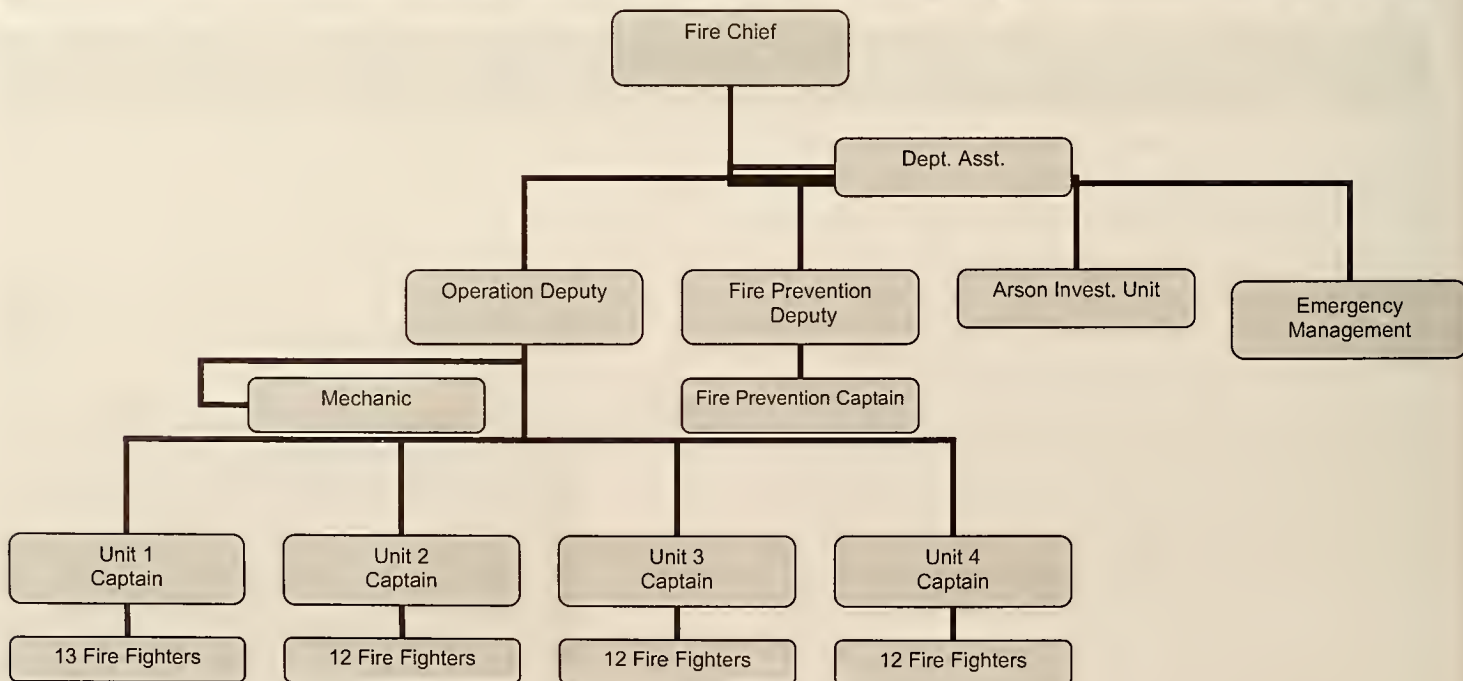 Fire Chief
Dept. Asst.
Operation Deputy
Fire Prevention
Deputy
Arson Invest. Unit
Emergency
Management
Mechanic
Fire Prevention Captain
Unit 1
Captain
Unit 2
Captain
Unit 3
Captain
Unit 4
Captain
13 Fire Fighters
12 Fire Fighters
12 Fire Fighters
12 Fire Fighters